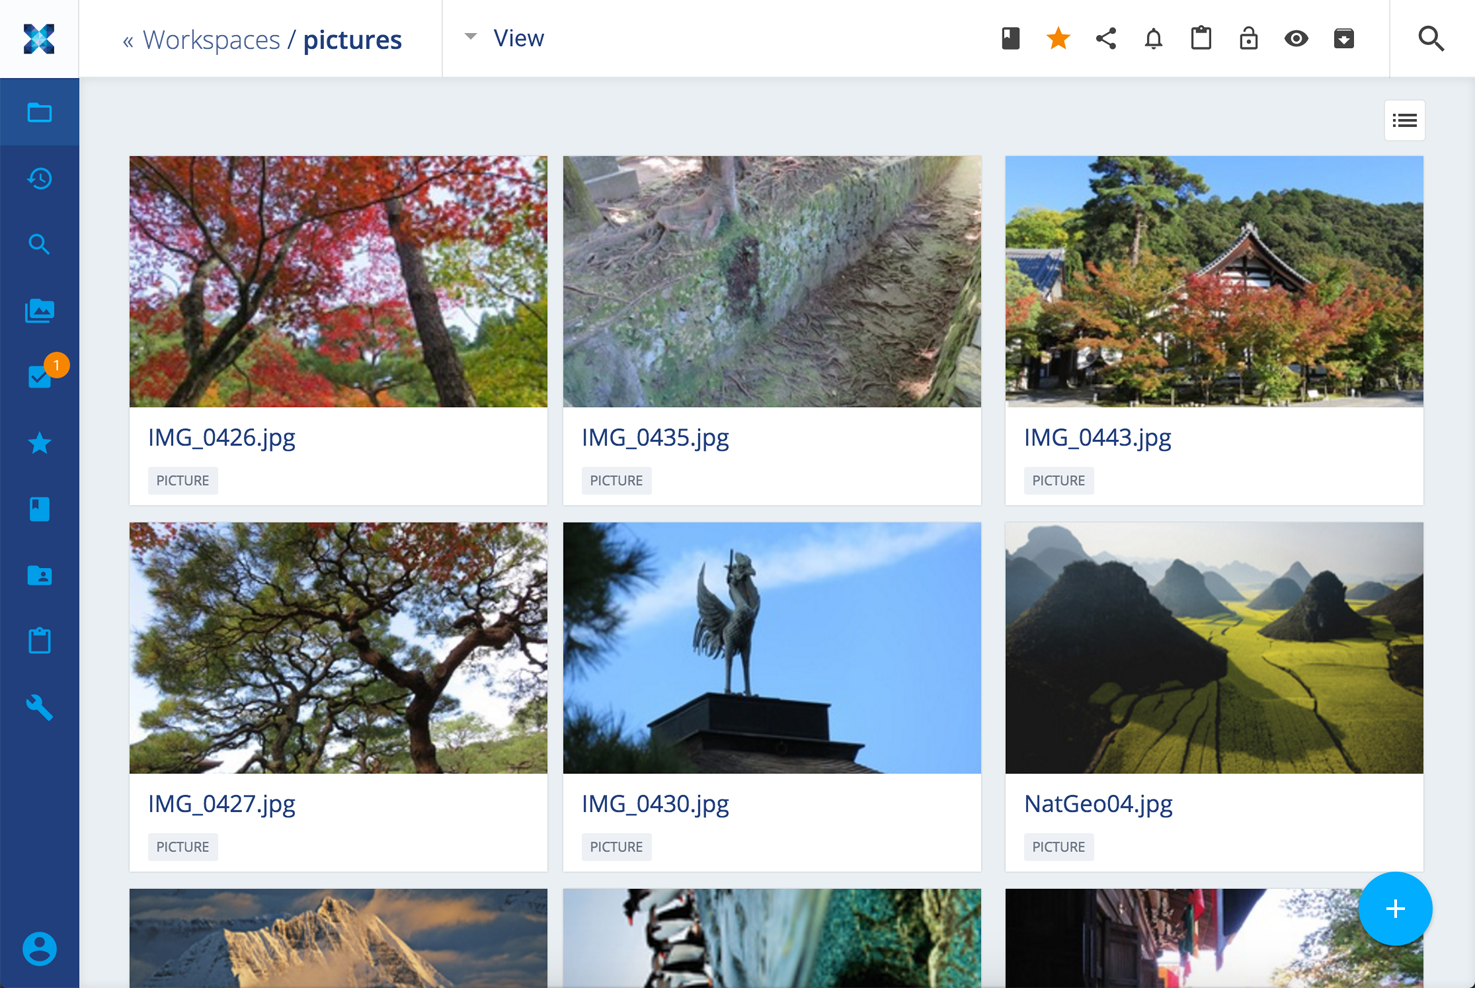 « Workspaces / pictures
View
IMG_0426.jpg
PICTURE
IMG_0435.jpg
PICTURE
IMG_0443.jpg
PICTURE
1
IMG_0427.jpg
PICTURE
IMG_0430.jpg
PICTURE
NatGeo04.jpg
PICTURE